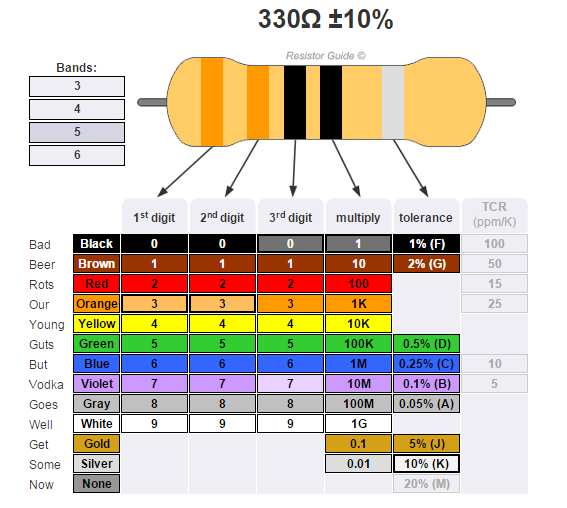 330Ω ±10%
Resistor Guide ©
Bands:
3
4
5
6
1st digit 2nd digit 3rd digit multiply tolerance TCR (ppm/K)
Bad Black 0 0 0 1 1% (F) 100
Beer Brown 1 1 1 10 2% (G) 50
Rots Red 2 2 2 100 15
Our Orange 3 3 3 1K 25
Young Yellow 4 4 4 10K
Guts Green 5 5 5 100K 0.5% (D)
But Blue 6 6 6 1M 0.25% (C) 10
Vodka Violet 7 7 7 10M 0.1% (B) 5
Goes Gray 8 8 8 100M 0.05% (A)
Well White 9 9 9 1G
Get Gold 0.1 5% (J)
Some Silver 0.01 10% (K)
Now None 20% (M)